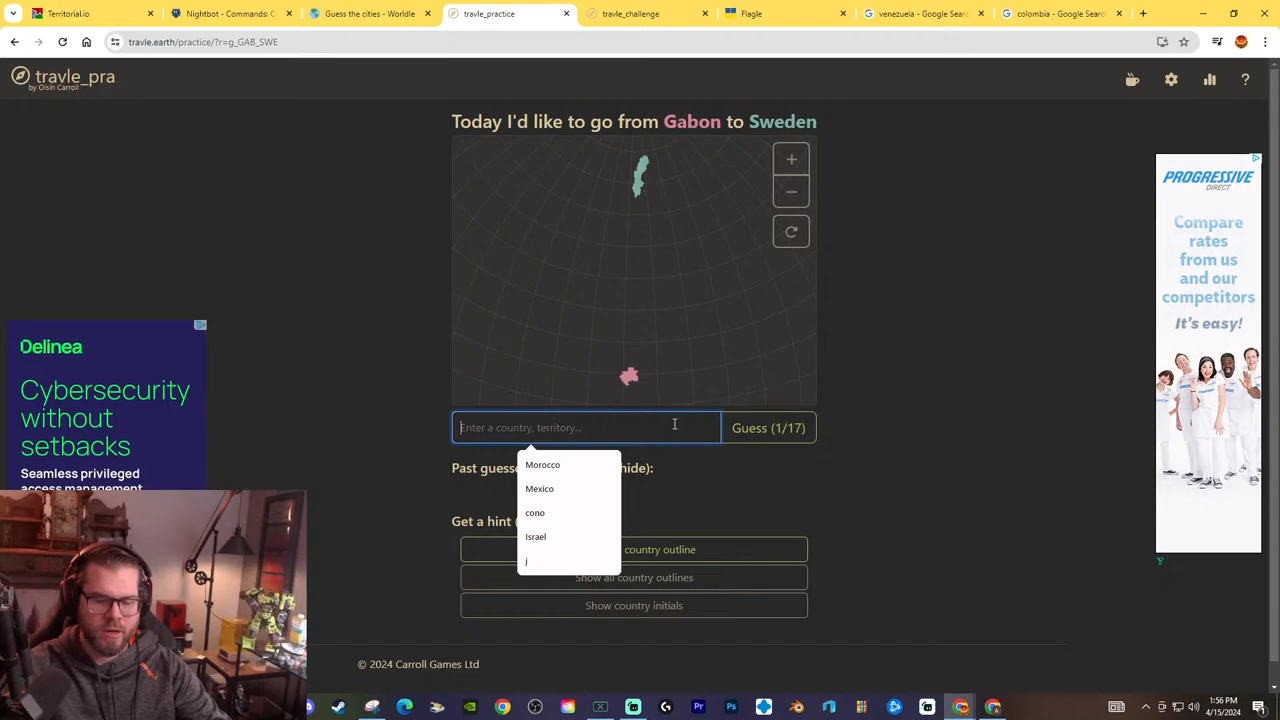 Territorial.io
Nightbot - Commands: C
Guess the cities - Worldle
travle_practice
travle_challenge
Flagle
venezuela - Google Sear
colombia - Google Search
travle.earth/practice/?r=g_GAB_SWE
travle_pra
by Oisín Carroll
Today I'd like to go from Gabon to Sweden
Enter a country, territory...
Guess (1/17)
Morocco
Mexico
cono
Israel
j
Past guesse
hide):
Get a hint (
country outline
Show all country outlines
Show country initials
© 2024 Carroll Games Ltd
Delinea
Cybersecurity
without
setbacks
Seamless privileged
access management
PROGRESSIVE
DIRECT
Compare
rates
from us
and our
competitors
It's easy!
1:56 PM
4/15/2024